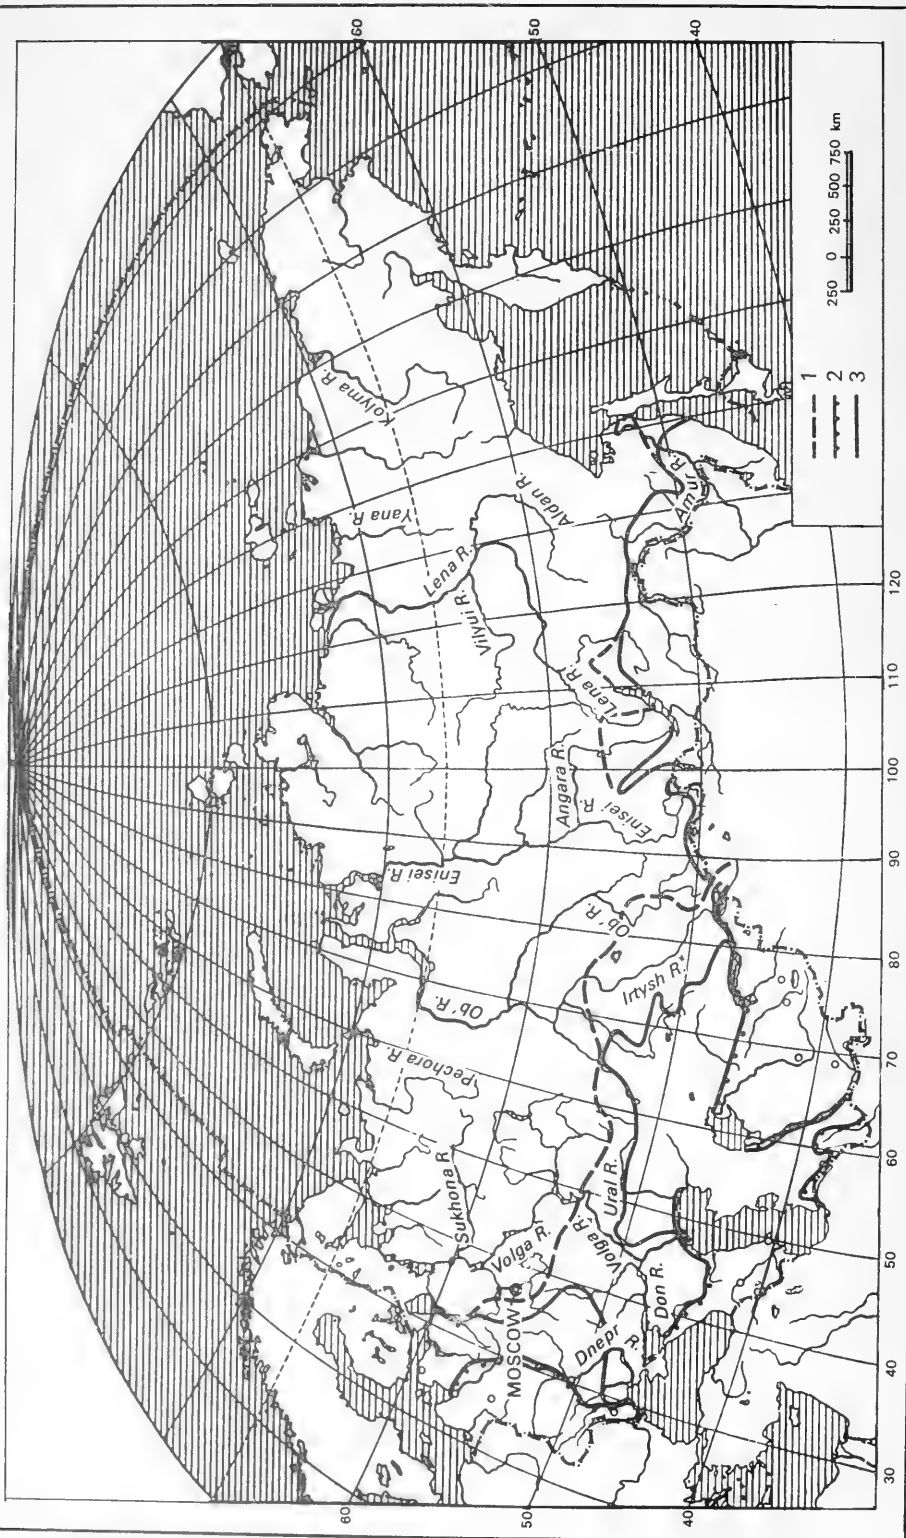 60
50
40
250 0 250 500 750 km
1
2
3
Kolyma R.
Yana R.
Lena R.
Vilyui R.
Aldan R.
Amur R.
Lena R.
Angara R.
Enisei R.
Enisei R.
Ob' R.
Ob' R.
Irtysh R.
Pechora R.
Sukhona R
Volga R.
Volga R.
Ural R.
MOSCOW
Don R.
Dnepr R.
60
50
40
30
40
50
60
70
80
90
100
110
120